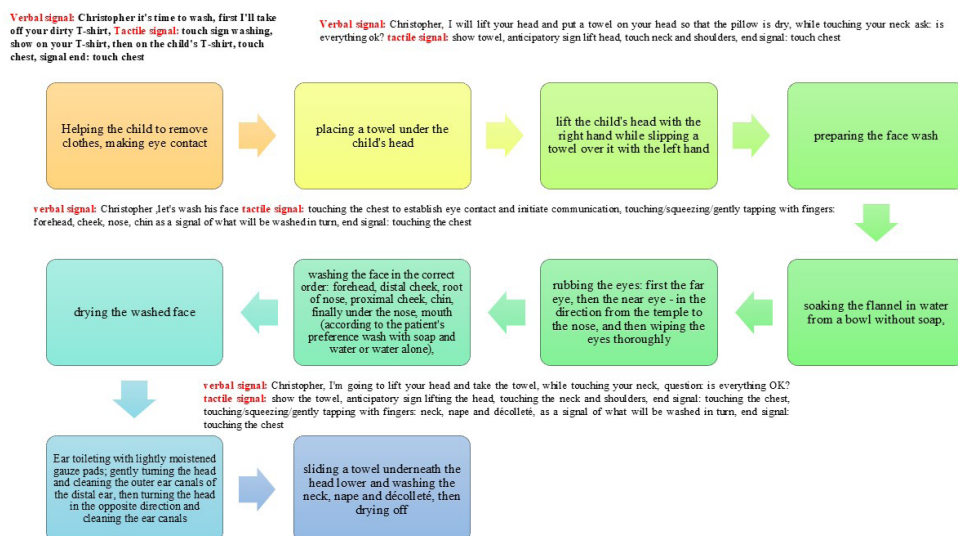 Verbal signal: Christopher it's time to wash, first I'll take
off your dirty T-shirt, Tactile signal: touch sign washing,
show on your T-shirt, then on the child's T-shirt, touch
chest, signal end: touch chest
Verbal signal: Christopher, I will lift your head and put a towel on your head so that the pillow is dry, while touching your neck ask: is
everything ok? tactile signal: show towel, anticipatory sign lift head, touch neck and shoulders, end signal: touch chest
Helping the child to remove
clothes, making eye contact
placing a towel under the
child's head
lift the child's head with the
right hand while slipping a
towel over it with the left hand
preparing the face wash
verbal signal: Christopher ,let's wash his face tactile signal: touching the chest to establish eye contact and initiate communication, touching/squeezing/gently tapping with fingers:
forehead, cheek, nose, chin as a signal of what will be washed in turn, end signal: touching the chest
drying the washed face
washing the face in the correct
order: forehead, distal cheek, root
of nose, proximal cheek, chin,
finally under the nose, mouth
(according to the patient's
preference wash with soap and
water or water alone),
rubbing the eyes: first the far
eye, then the near eye - in the
direction from the temple to
the nose, and then wiping the
eyes thoroughly
soaking the flannel in water
from a bowl without soap,
verbal signal: Christopher, I'm going to lift your head and take the towel, while touching your neck, question: is everything OK?
tactile signal: show the towel, anticipatory sign lifting the head, touching the neck and shoulders, end signal: touching the chest,
touching/squeezing/gently tapping with fingers: neck, nape and décolleté, as a signal of what will be washed in turn, end signal:
touching the chest
Ear toileting with lightly moistened
gauze pads; gently turning the head
and cleaning the outer ear canals of
the distal ear, then turning the head
in the opposite direction and
cleaning the ear canals
sliding a towel underneath the
head lower and washing the
neck, nape and décolleté, then
drying off